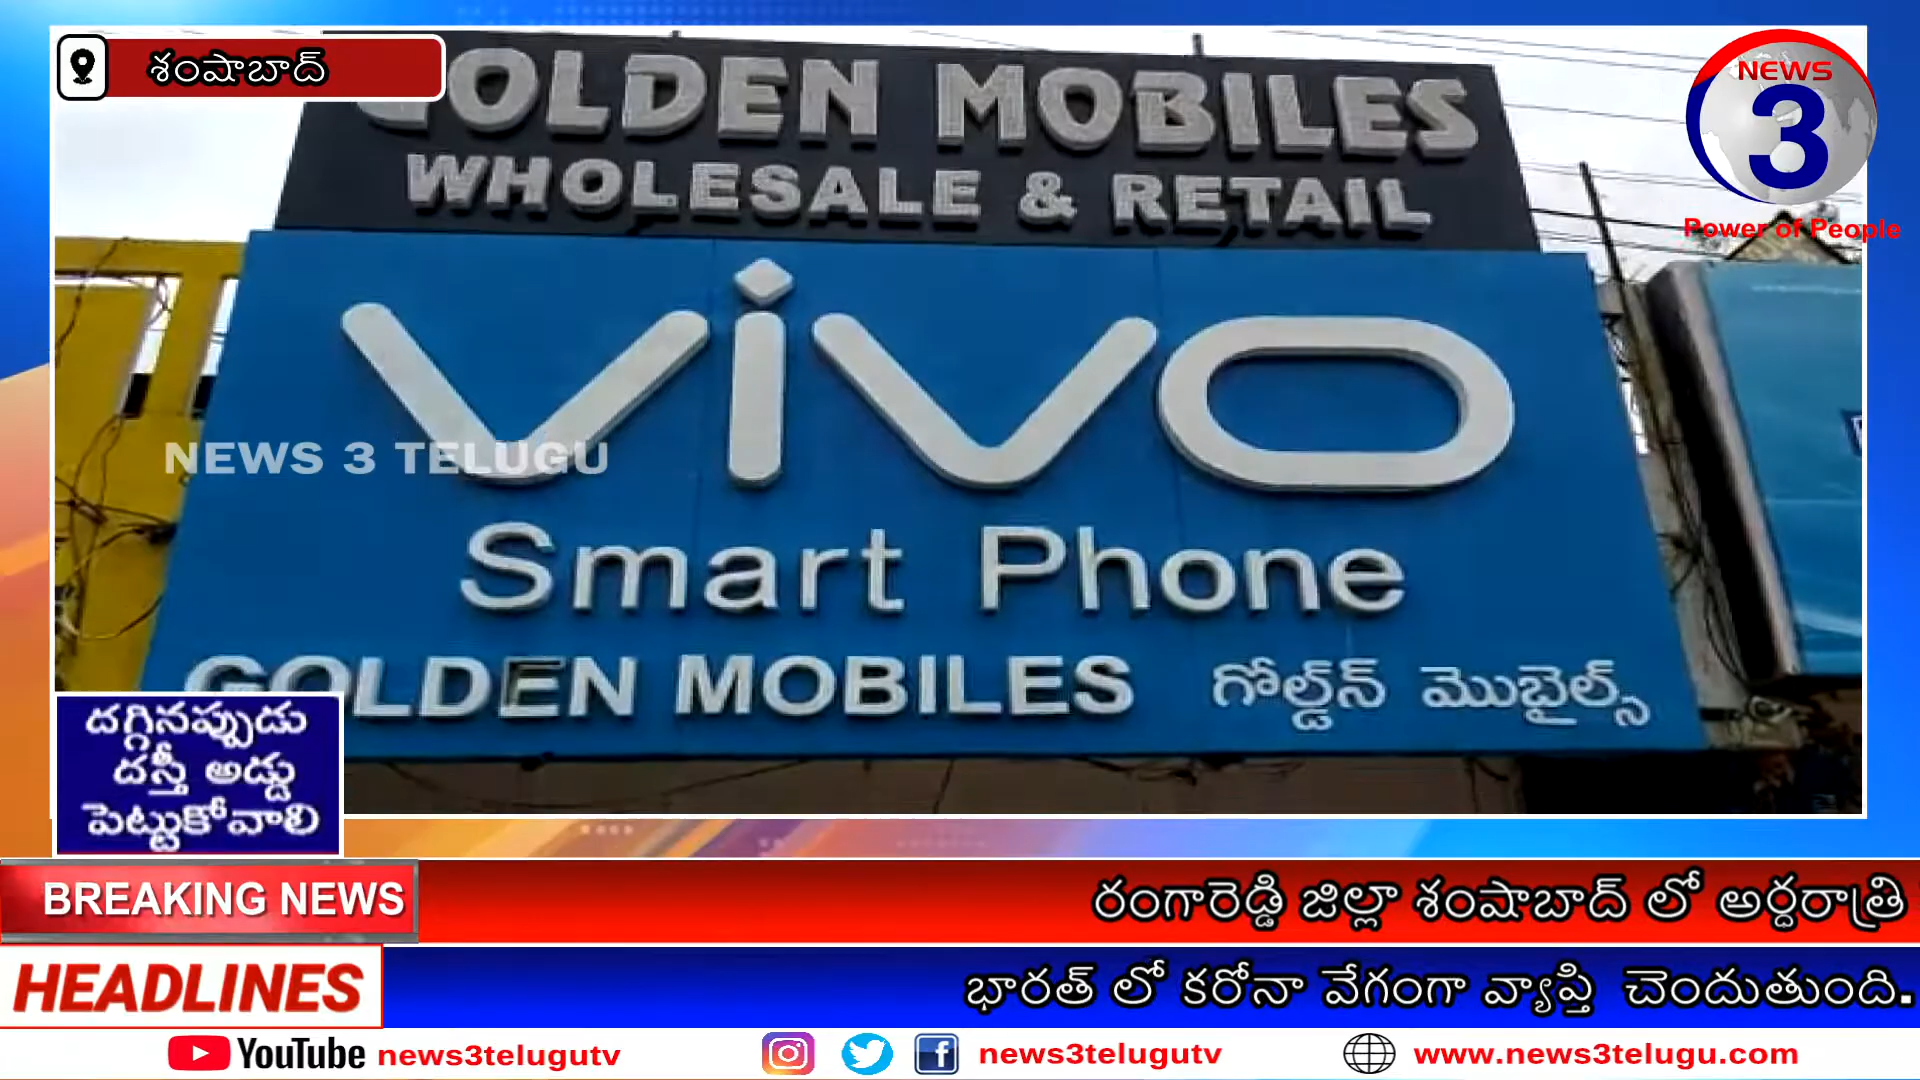 శంషాబాద్
GOLDEN MOBILES
WHOLESALE & RETAIL
NEWS
3
Power of People
vivo
NEWS 3 TELUGU
Smart Phone
GOLDEN MOBILES గోల్డ్‌న్ మొబైల్స్
దగ్గినప్పుడు
దస్తీ అడ్డు
పెట్టుకోవాలి
BREAKING NEWS
రంగారెడ్డి జిల్లా శంషాబాద్ లో అర్ధరాత్రి
HEADLINES
భారత్ లో కరోనా వేగంగా వ్యాప్తి చెందుతుంది.
YouTube news3telugutv
news3telugutv
www.news3telugu.com